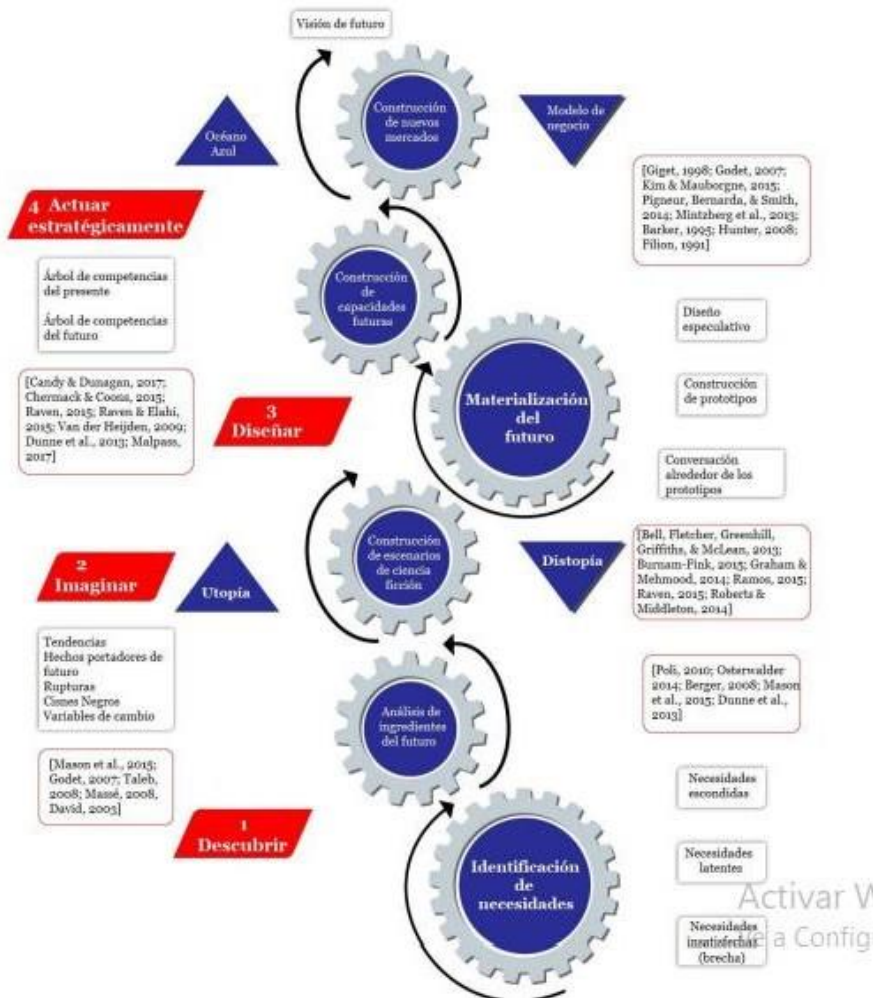 Visión de futuro
Construcción
de nuevos
mercados
Océano
Azul
Modelo de
negocio
[Giget, 1998; Godet, 2007;
Kim & Mauborgne, 2015;
Pigneur, Bernarda, & Smith,
2014; Mintzberg et al., 2013;
Barker, 1995; Hunter, 2008;
Filion, 1991]
4 Actuar
estratégicamente
Árbol de competencias
del presente
Árbol de competencias
del futuro
Construcción
de
capacidades
futuras
Diseño
especulativo
[Candy & Dunagan, 2017;
Chermack & Coons, 2015;
Raven, 2015; Raven & Elahi,
2015; Van der Heijden, 2009;
Dunne et al., 2013; Malpass,
2017]
3
Diseñar
Materialización
del
futuro
Construcción
de prototipos
Conversación
alrededor de los
prototipos
2
Imaginar
Utopía
Construcción
de escenarios
de ciencia
ficción
Distopía
[Bell, Fletcher, Greenhill,
Griffiths, & McLean, 2013;
Burnam-Fink, 2015; Graham &
Mehmood, 2014; Ramos, 2015;
Raven, 2015; Roberts &
Middleton, 2014]
Tendencias
Hechos portadores de
futuro
Rupturas
Cisnes Negros
Variables de cambio
Análisis de
ingredientes
del futuro
[Poli, 2010; Osterwalder
2014; Berger, 2008; Mason
et al., 2015; Dunne et al.,
2013]
[Mason et al., 2015;
Godet, 2007; Taleb,
2008; Massé, 2008,
David, 2003]
1
Descubrir
Identificación
de
necesidades
Necesidades
escondidas
Necesidades
latentes
Necesidades
insatisfechas
(brecha)
Activar W
a Config